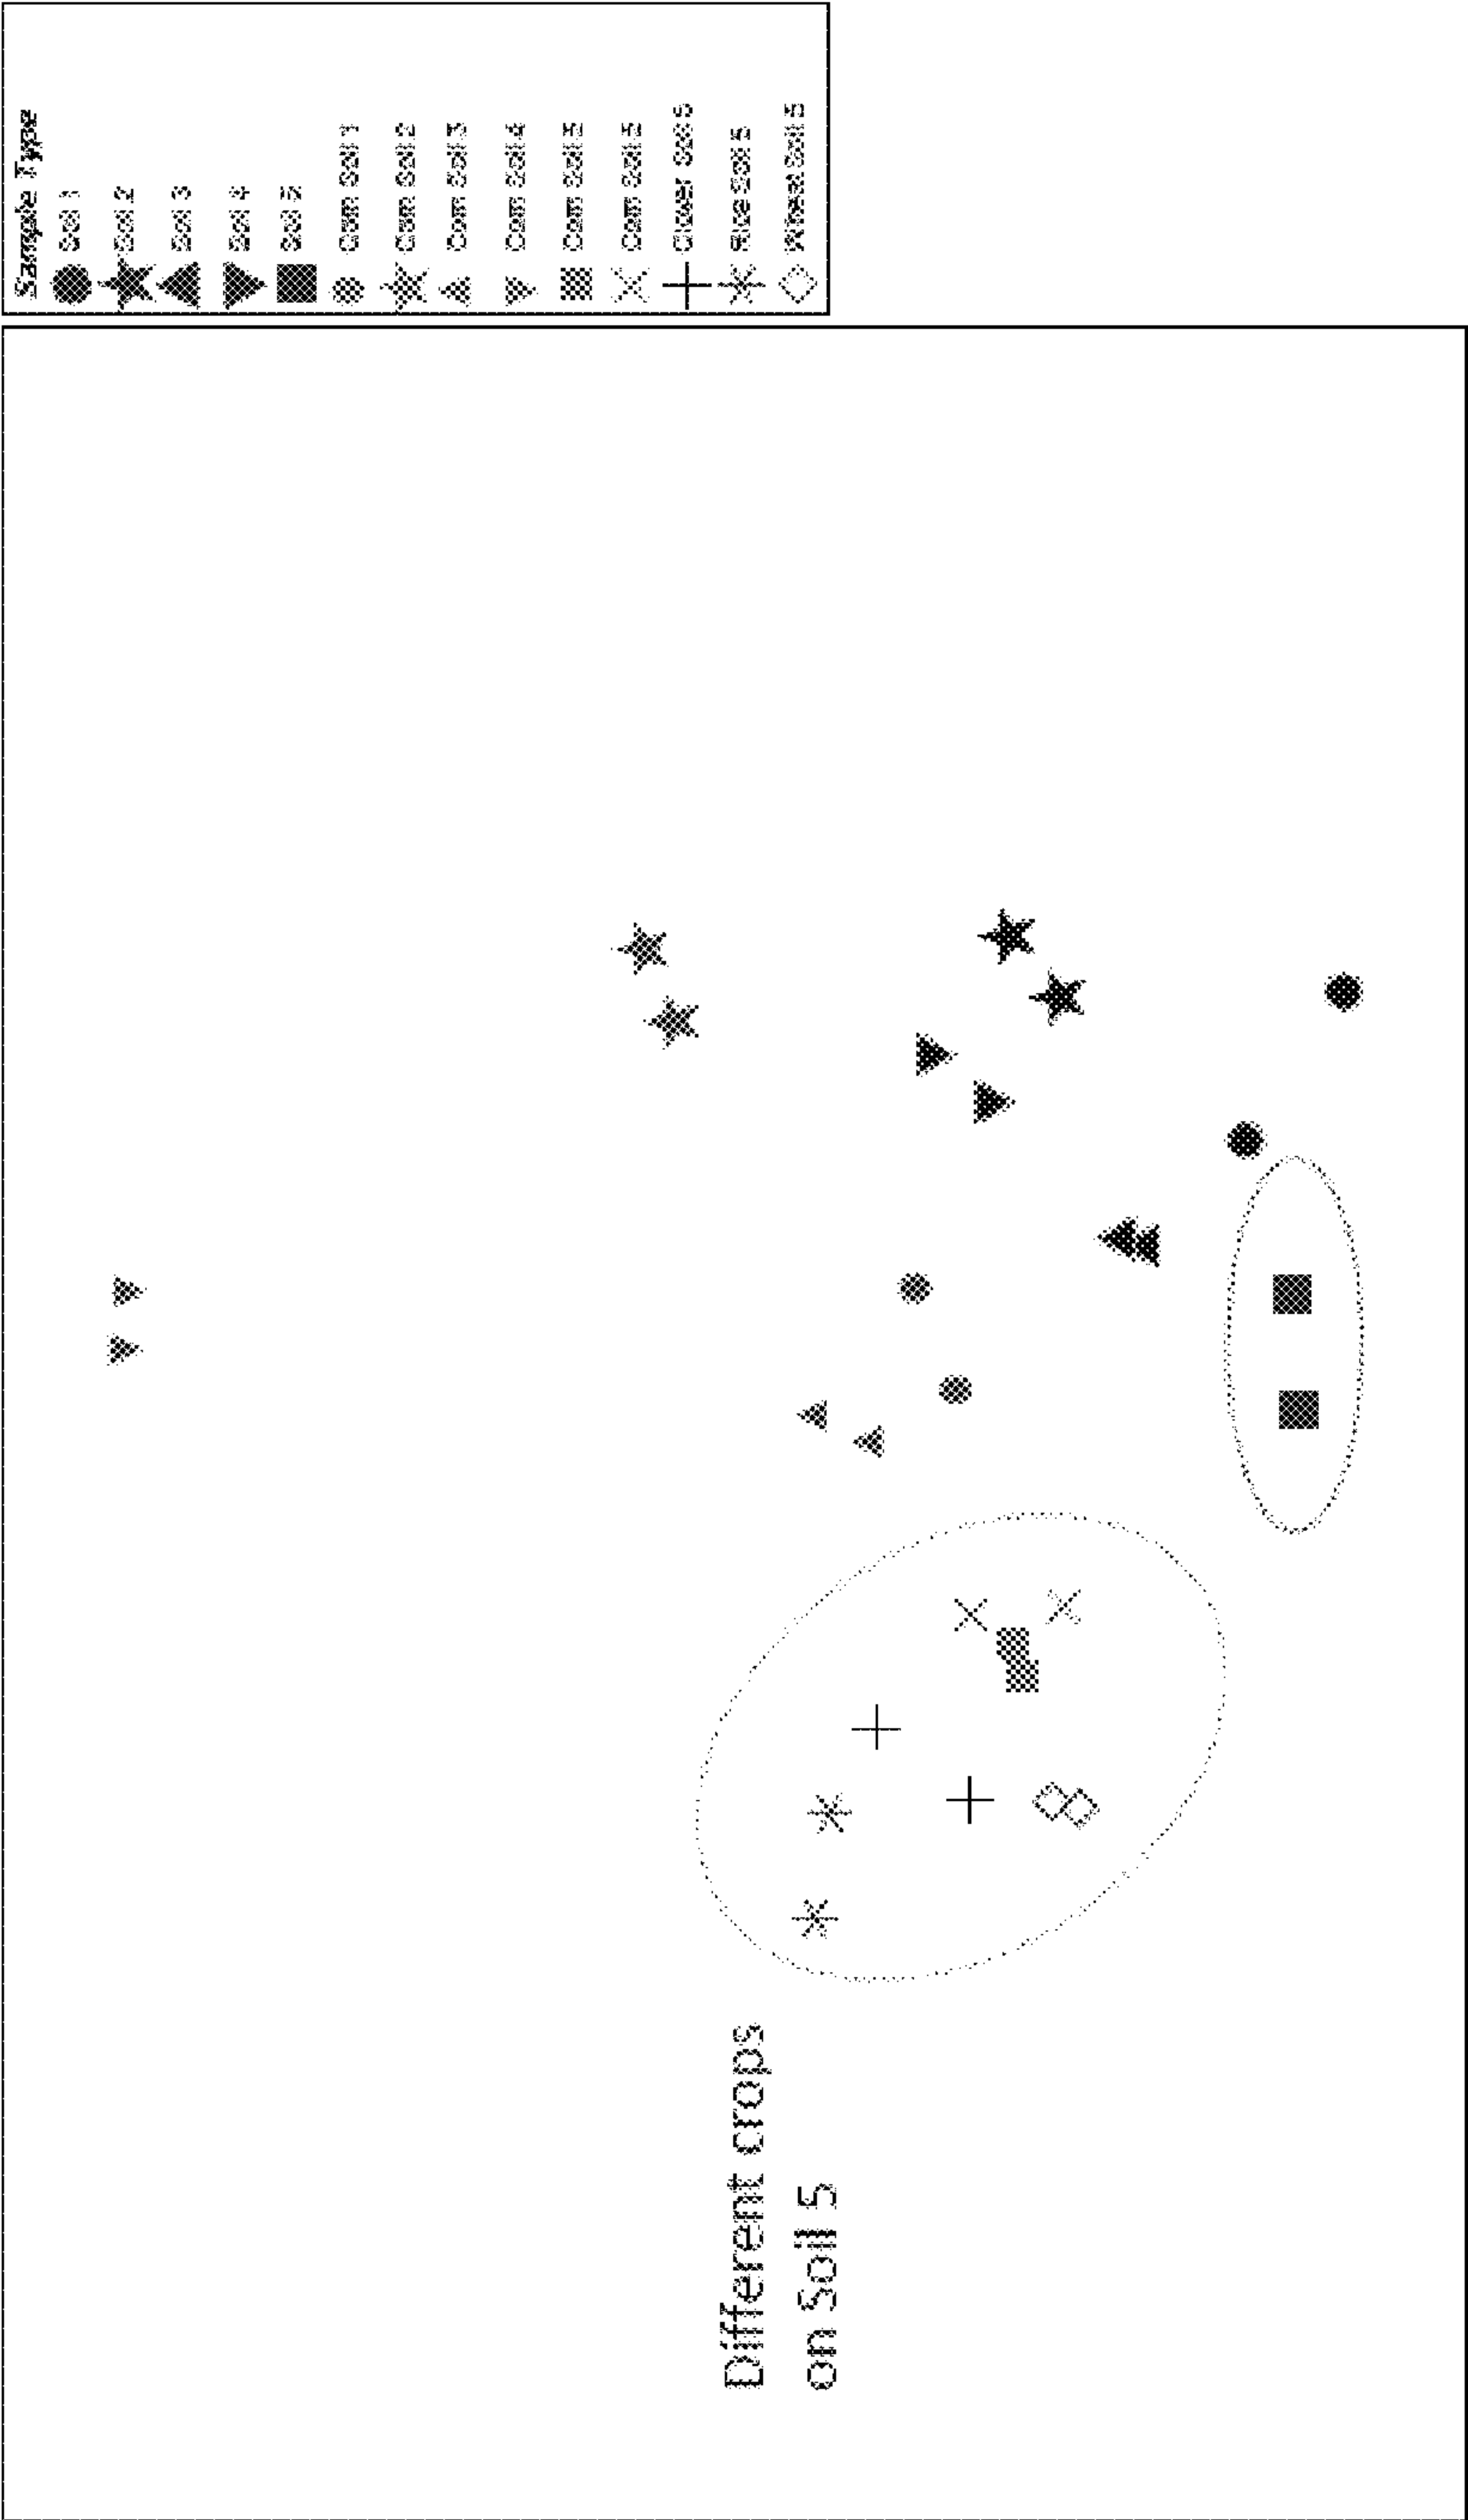 Sample Type
Soil 1
Soil 2
Soil 3
Soil 4
Soil 5
Corn Soil 1
Corn Soil 2
Corn Soil 3
Corn Soil 4
Corn Soil 5
Corn Soil 5
Clover Soil 5
Rice Soil 5
Wheat Soil 5
Different crops
on Soil 5